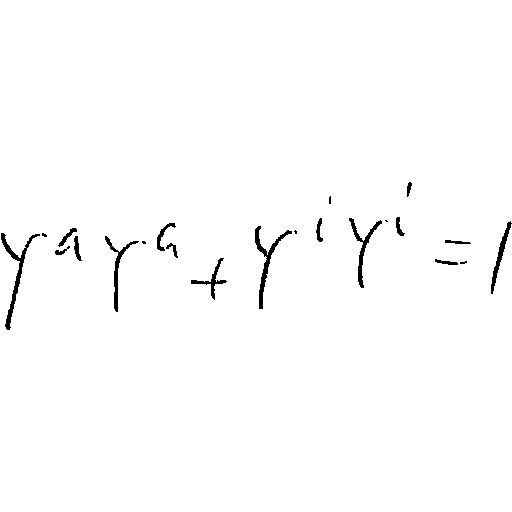 y^a y^a + y^i y^i = 1